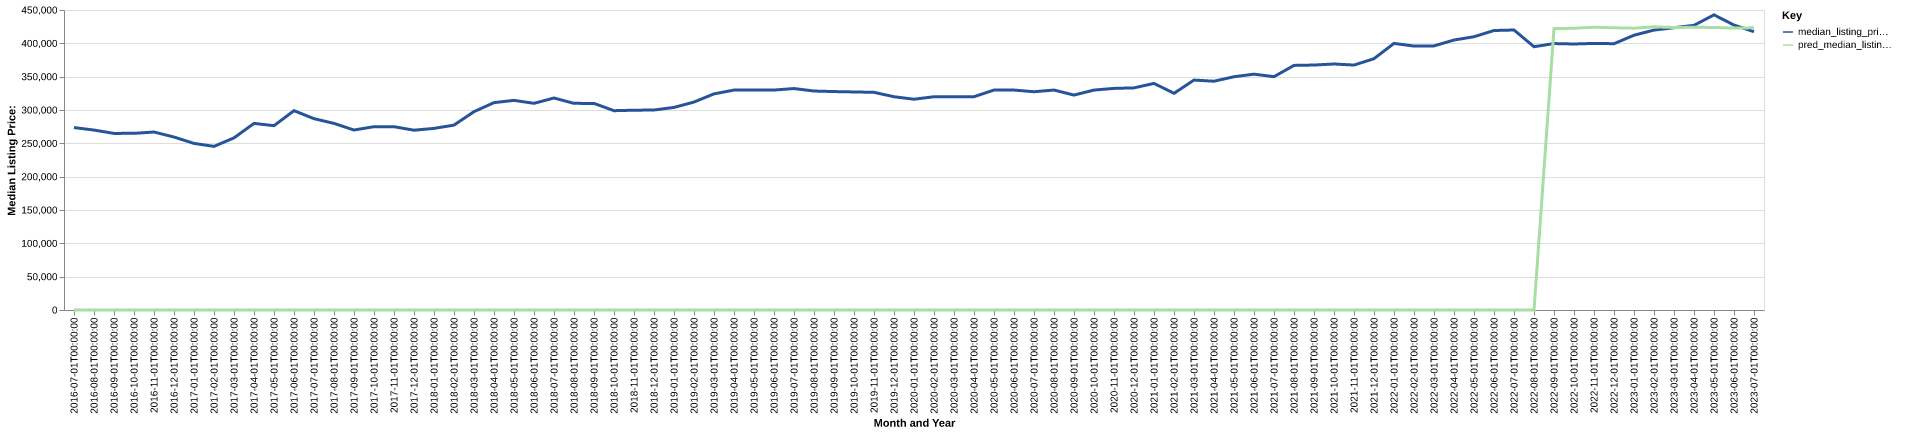 450,000
400,000
350,000
300,000
250,000
200,000
150,000
100,000
50,000
0
Median Listing Price:
2016-07-01T00:00:00
2016-08-01T00:00:00
2016-09-01T00:00:00
2016-10-01T00:00:00
2016-11-01T00:00:00
2016-12-01T00:00:00
2017-01-01T00:00:00
2017-02-01T00:00:00
2017-03-01T00:00:00
2017-04-01T00:00:00
2017-05-01T00:00:00
2017-06-01T00:00:00
2017-07-01T00:00:00
2017-08-01T00:00:00
2017-09-01T00:00:00
2017-10-01T00:00:00
2017-11-01T00:00:00
2017-12-01T00:00:00
2018-01-01T00:00:00
2018-02-01T00:00:00
2018-03-01T00:00:00
2018-04-01T00:00:00
2018-05-01T00:00:00
2018-06-01T00:00:00
2018-07-01T00:00:00
2018-08-01T00:00:00
2018-09-01T00:00:00
2018-10-01T00:00:00
2018-11-01T00:00:00
2018-12-01T00:00:00
2019-01-01T00:00:00
2019-02-01T00:00:00
2019-03-01T00:00:00
2019-04-01T00:00:00
2019-05-01T00:00:00
2019-06-01T00:00:00
2019-07-01T00:00:00
2019-08-01T00:00:00
2019-09-01T00:00:00
2019-10-01T00:00:00
2019-11-01T00:00:00
2019-12-01T00:00:00
2020-01-01T00:00:00
2020-02-01T00:00:00
2020-03-01T00:00:00
2020-04-01T00:00:00
2020-05-01T00:00:00
2020-06-01T00:00:00
2020-07-01T00:00:00
2020-08-01T00:00:00
2020-09-01T00:00:00
2020-10-01T00:00:00
2020-11-01T00:00:00
2020-12-01T00:00:00
2021-01-01T00:00:00
2021-02-01T00:00:00
2021-03-01T00:00:00
2021-04-01T00:00:00
2021-05-01T00:00:00
2021-06-01T00:00:00
2021-07-01T00:00:00
2021-08-01T00:00:00
2021-09-01T00:00:00
2021-10-01T00:00:00
2021-11-01T00:00:00
2021-12-01T00:00:00
2022-01-01T00:00:00
2022-02-01T00:00:00
2022-03-01T00:00:00
2022-04-01T00:00:00
2022-05-01T00:00:00
2022-06-01T00:00:00
2022-07-01T00:00:00
2022-08-01T00:00:00
2022-09-01T00:00:00
2022-10-01T00:00:00
2022-11-01T00:00:00
2022-12-01T00:00:00
2023-01-01T00:00:00
2023-02-01T00:00:00
2023-03-01T00:00:00
2023-04-01T00:00:00
2023-05-01T00:00:00
2023-06-01T00:00:00
2023-07-01T00:00:00
Month and Year
Key
median_listing_pri…
pred_median_listin…